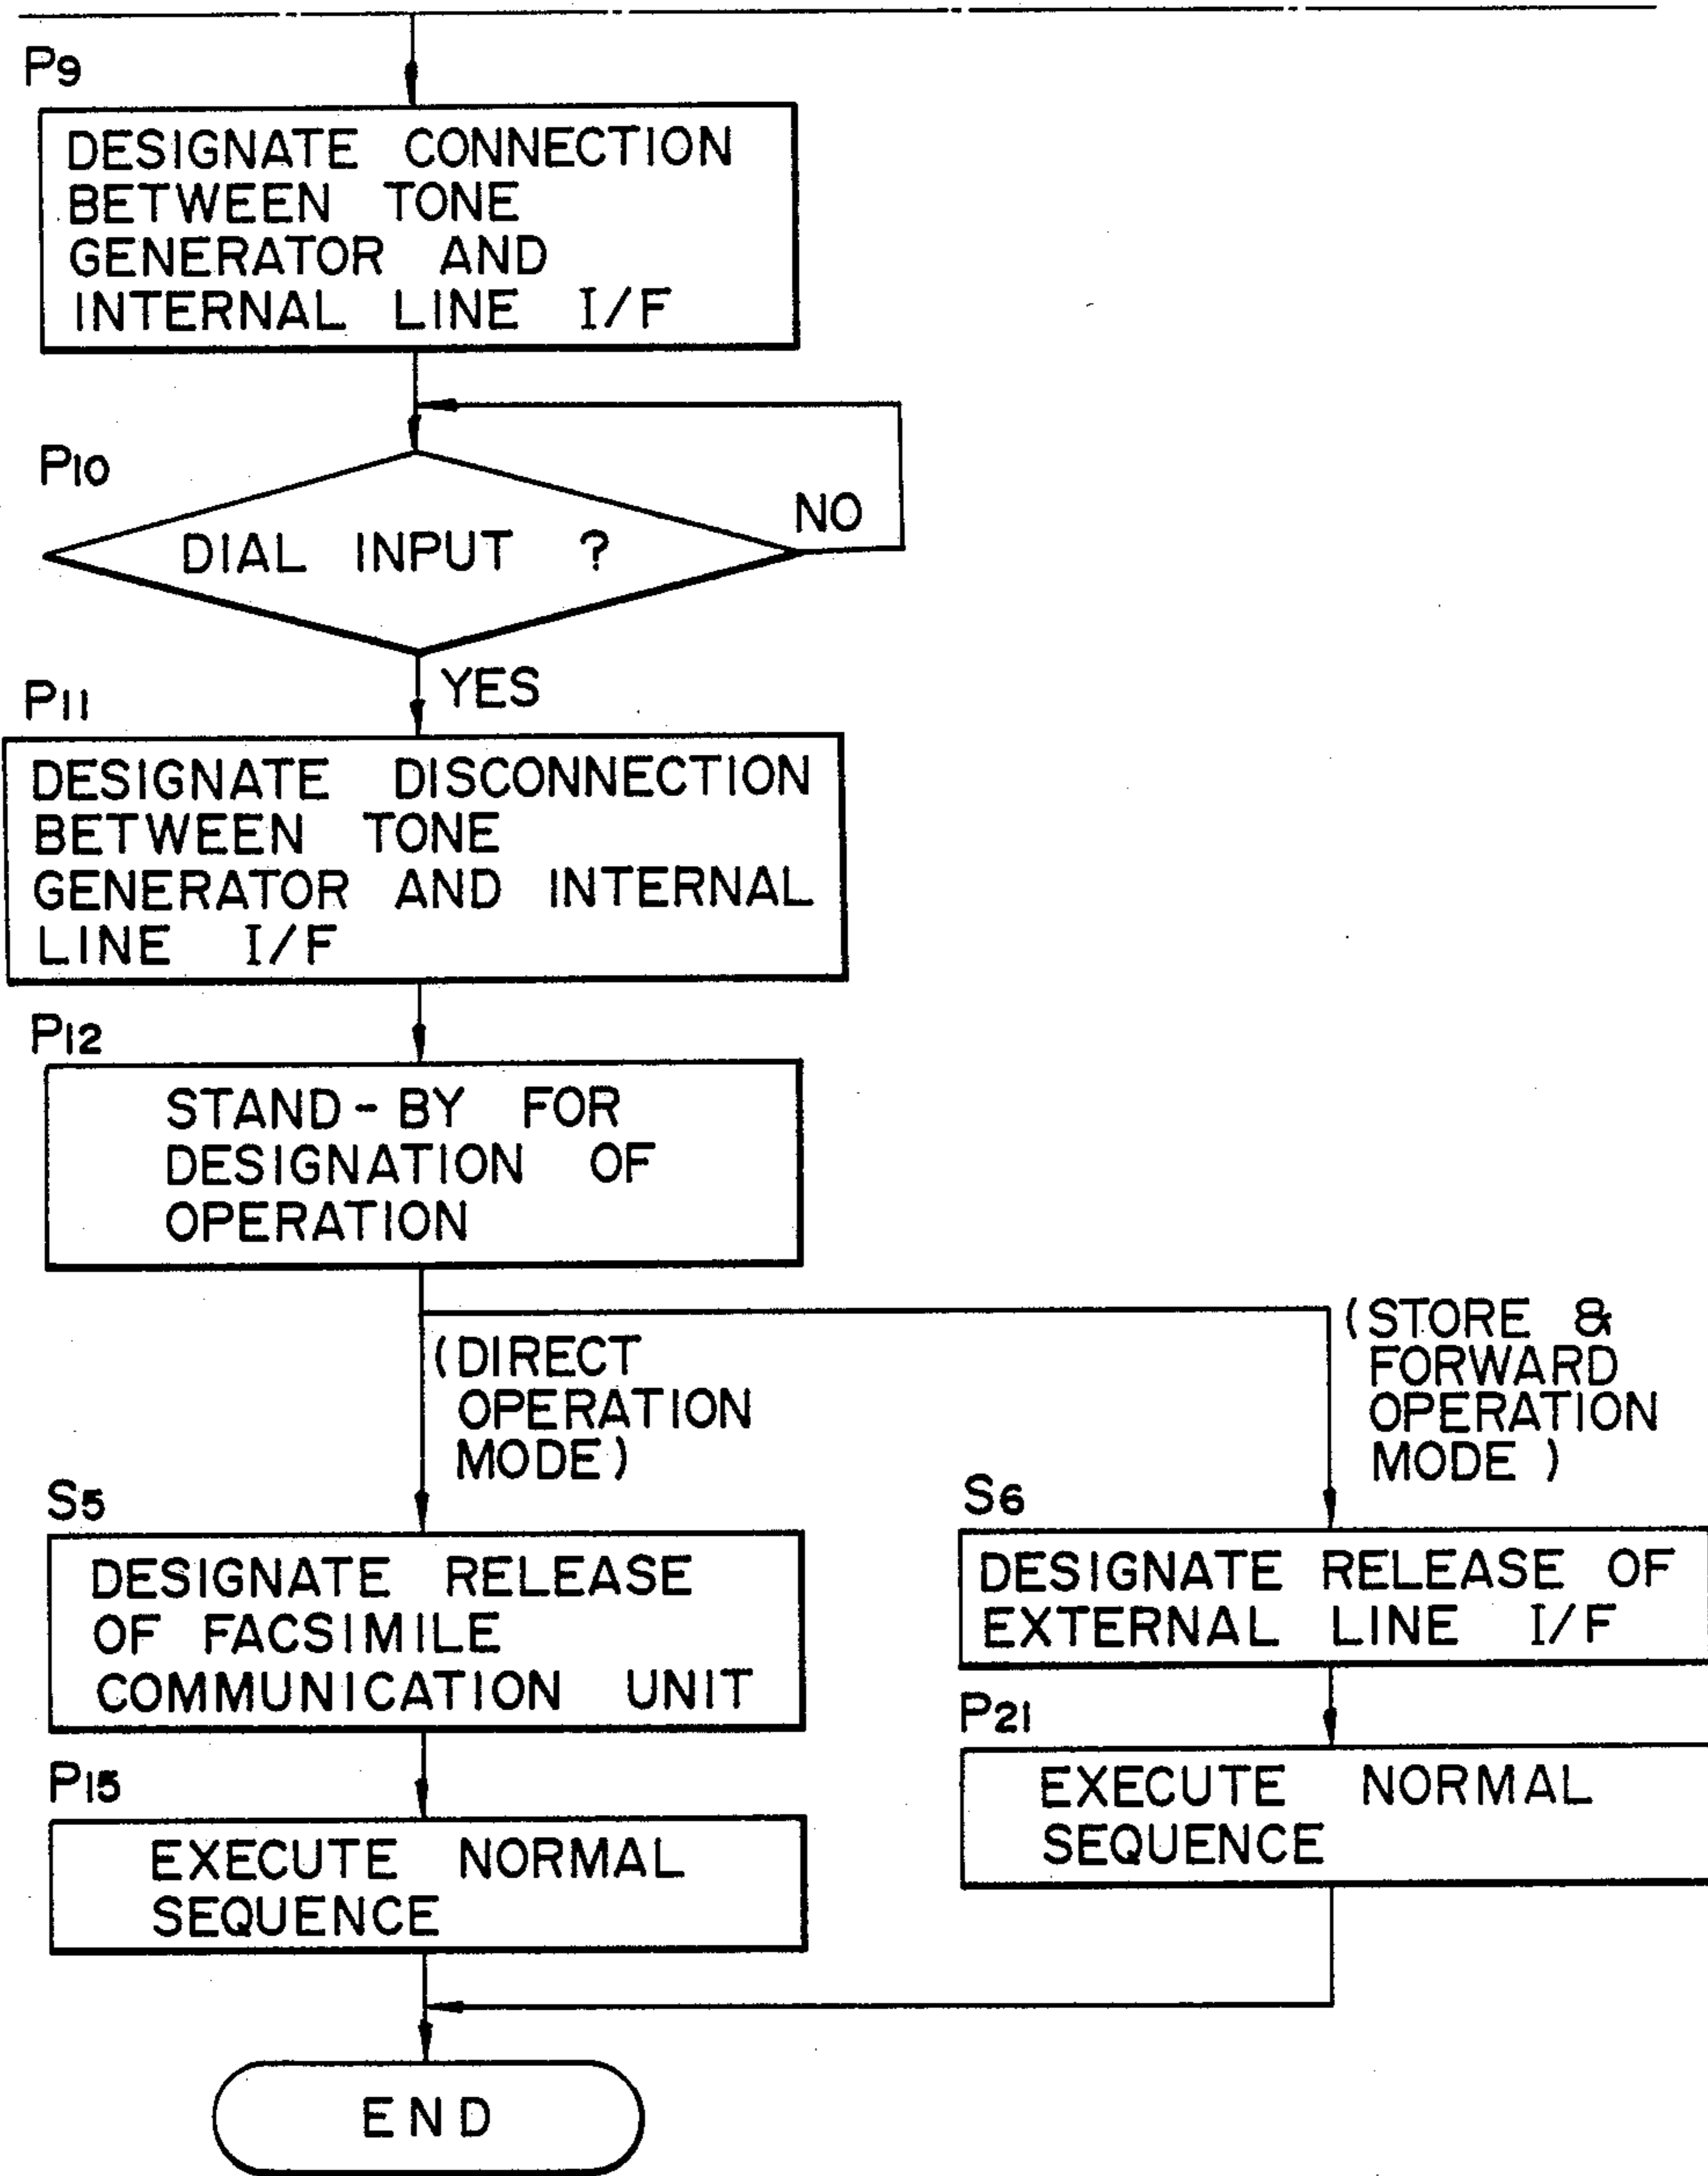 P9
DESIGNATE CONNECTION
BETWEEN TONE
GENERATOR AND
INTERNAL LINE I/F
P10
DIAL INPUT ?
NO
YES
P11
DESIGNATE DISCONNECTION
BETWEEN TONE
GENERATOR AND INTERNAL
LINE I/F
P12
STAND-BY FOR
DESIGNATION OF
OPERATION
(DIRECT
OPERATION
MODE)
(STORE &
FORWARD
OPERATION
MODE)
S5
DESIGNATE RELEASE
OF FACSIMILE
COMMUNICATION UNIT
S6
DESIGNATE RELEASE OF
EXTERNAL LINE I/F
P15
EXECUTE NORMAL
SEQUENCE
P21
EXECUTE NORMAL
SEQUENCE
END